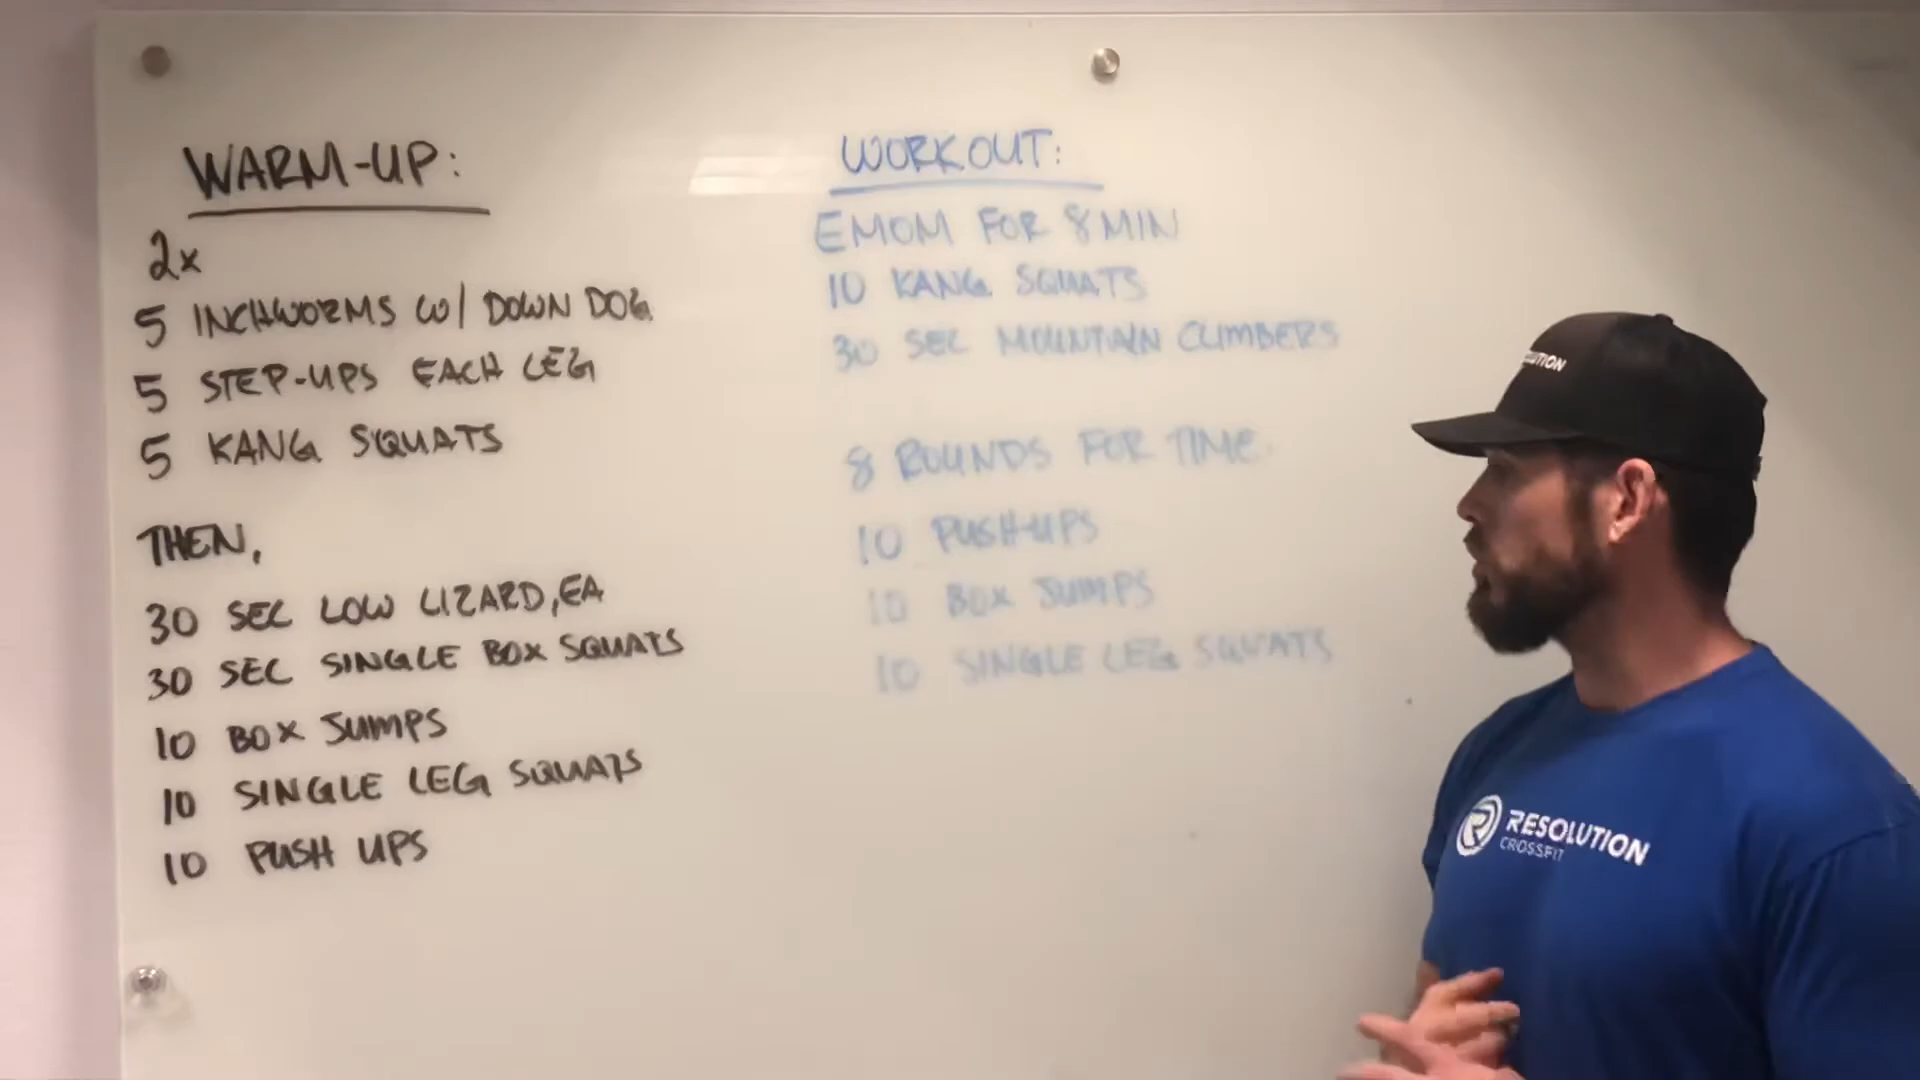 WARM-UP:
2x
5 INCHWORMS W/ DOWN DOG
5 STEP-UPS EACH LEG
5 KANG SQUATS
THEN,
30 SEC LOW LIZARD, EA
30 SEC SINGLE BOX SQUATS
10 BOX JUMPS
10 SINGLE LEG SQUATS
10 PUSH UPS
WORKOUT:
EMOM FOR 8 MIN
10 KANG SQUATS
30 SEC MOUNTAIN CLIMBERS
8 ROUNDS FOR TIME
10 PUSH-UPS
10 BOX JUMPS
10 SINGLE LEG SQUATS
RESOLUTION
CROSSFIT